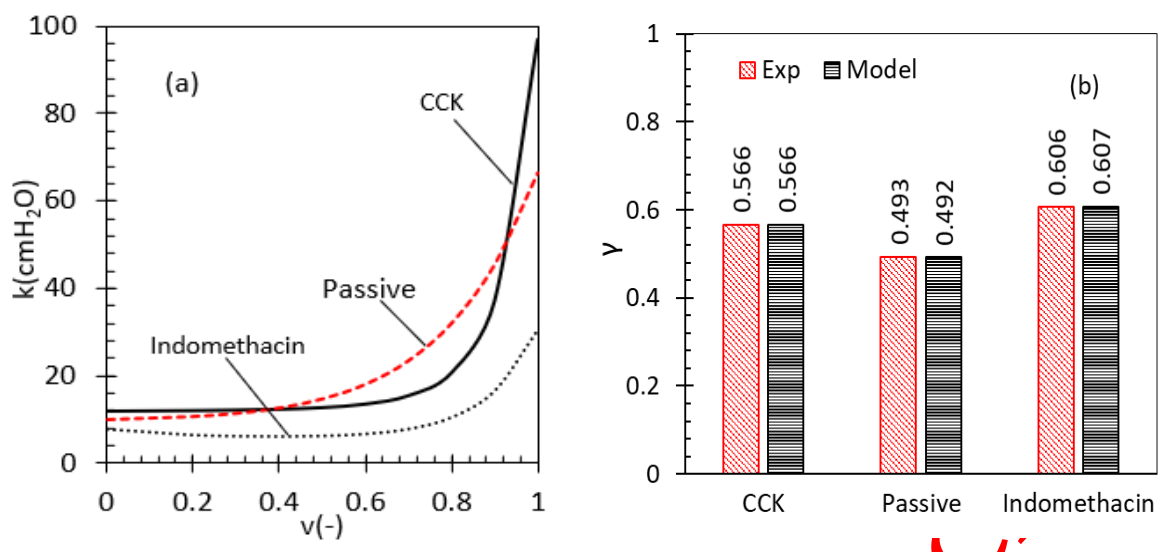 (a)
k(cmH₂O)
100
80
60
40
20
0
CCK
Passive
Indomethacin
0 0.2 0.4 0.6 0.8 1
v(-)
(b)
Exp Model
γ
1
0.8
0.6
0.4
0.2
0
0.566 0.566
0.493 0.492
0.606 0.607
CCK Passive Indomethacin